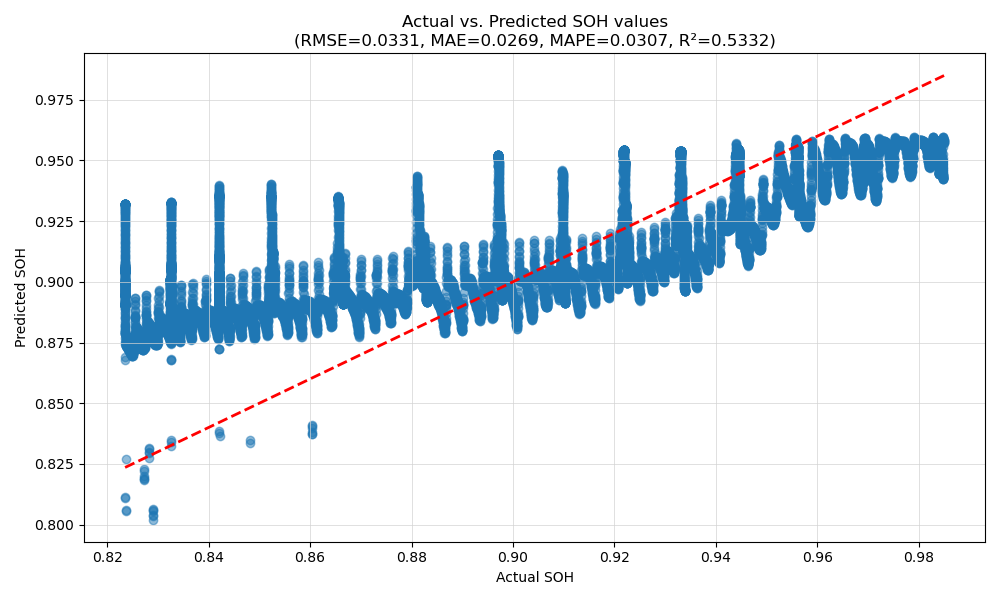 Actual vs. Predicted SOH values
(RMSE=0.0331, MAE=0.0269, MAPE=0.0307, R²=0.5332)
Predicted SOH
0.975
0.950
0.925
0.900
0.875
0.850
0.825
0.800
0.82 0.84 0.86 0.88 0.90 0.92 0.94 0.96 0.98
Actual SOH